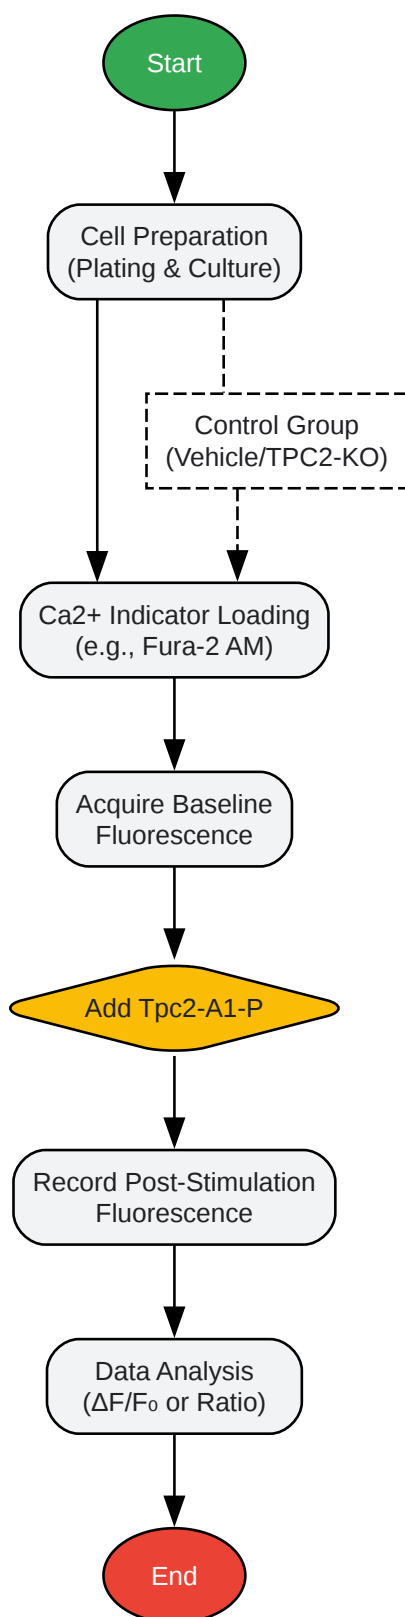 Start
Cell Preparation
(Plating & Culture)
Control Group
(Vehicle/TPC2-KO)
Ca2+ Indicator Loading
(e.g., Fura-2 AM)
Acquire Baseline
Fluorescence
Add Tpc2-A1-P
Record Post-Stimulation
Fluorescence
Data Analysis
(ΔF/F₀ or Ratio)
End